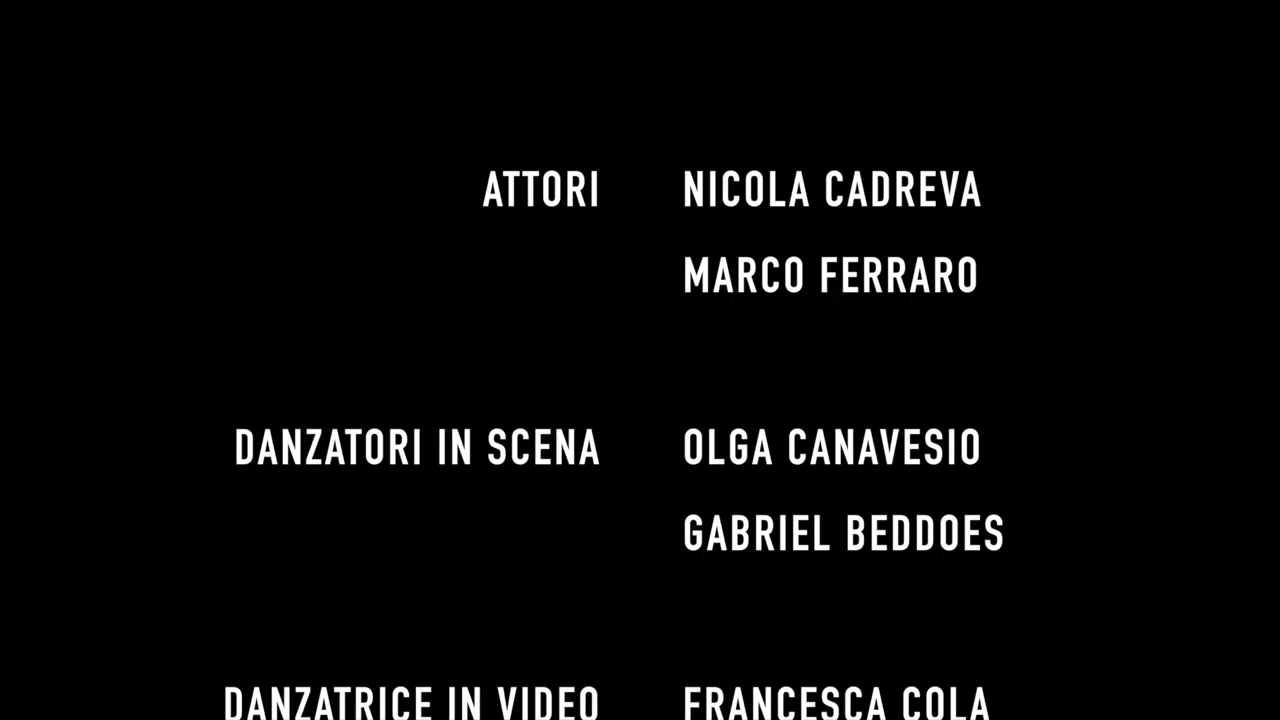 ATTORI NICOLA CADREVA
MARCO FERRARO
DANZATORI IN SCENA OLGA CANAVESIO
GABRIEL BEDDOES
DANZATRICE IN VIDEO FRANCESCA COLA